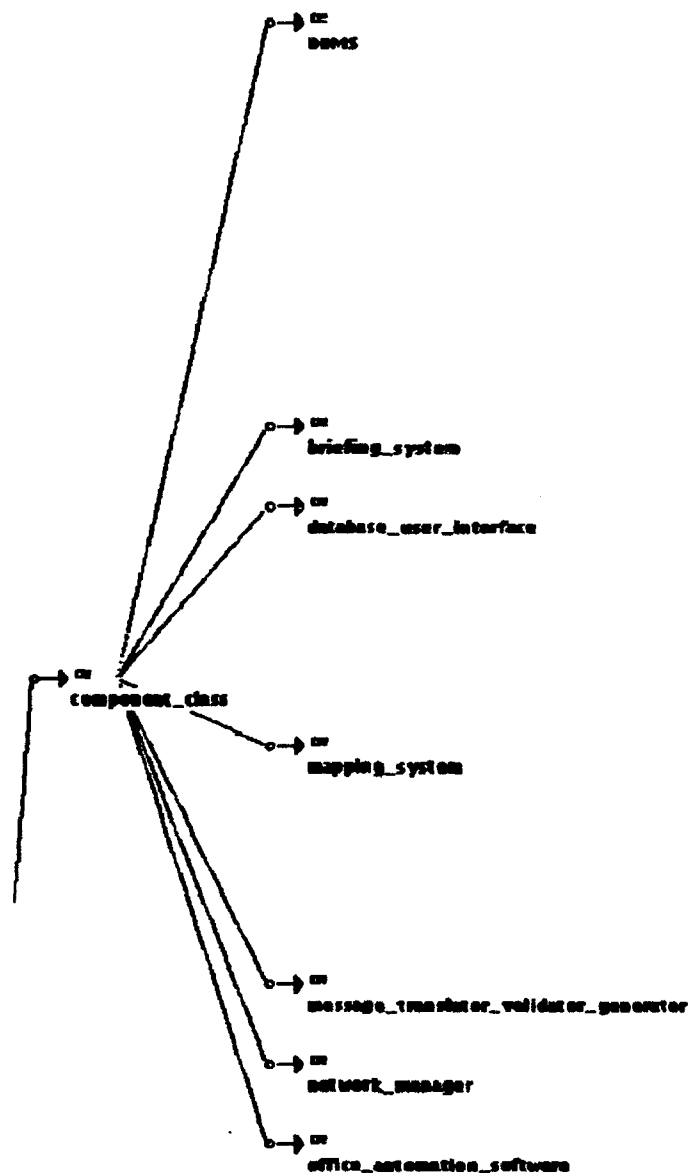 DBMS
briefing_system
database_user_interface
component_class
mapping_system
message_translator_validator_generator
network_manager
office_automation_software